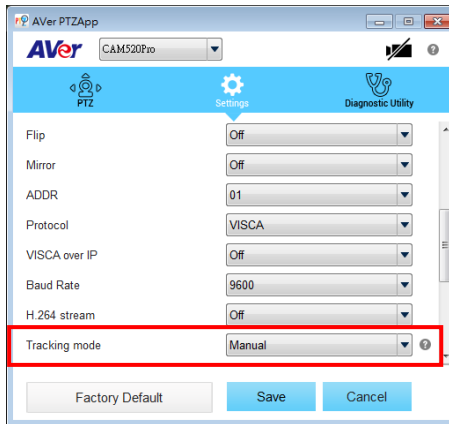 AVer PTZApp
AVer CAM520Pro ?
PTZ Settings Diagnostic Utility
Flip Off
Mirror Off
ADDR 01
Protocol VISCA
VISCA over IP Off
Baud Rate 9600
H.264 stream Off
Tracking mode Manual ?
Factory Default Save Cancel